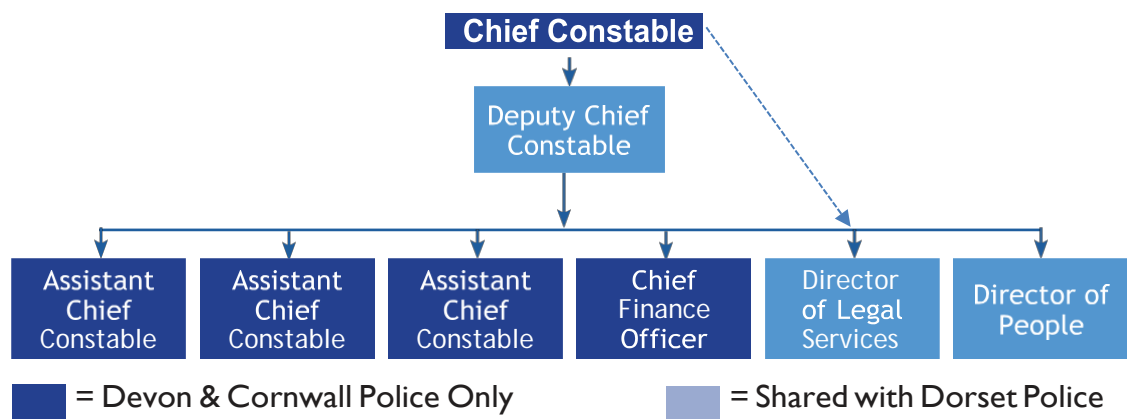 Chief Constable
Deputy Chief
Constable
Assistant
Chief
Constable
Assistant
Chief
Constable
Assistant
Chief
Constable
Chief
Finance
Officer
Director
of Legal
Services
Director of
People
= Devon & Cornwall Police Only
= Shared with Dorset Police